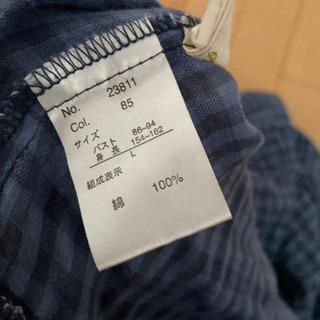 No. 23811
Col. 85
サイズ
バスト 86-94
身長 154-162
L
組成表示
綿 100%